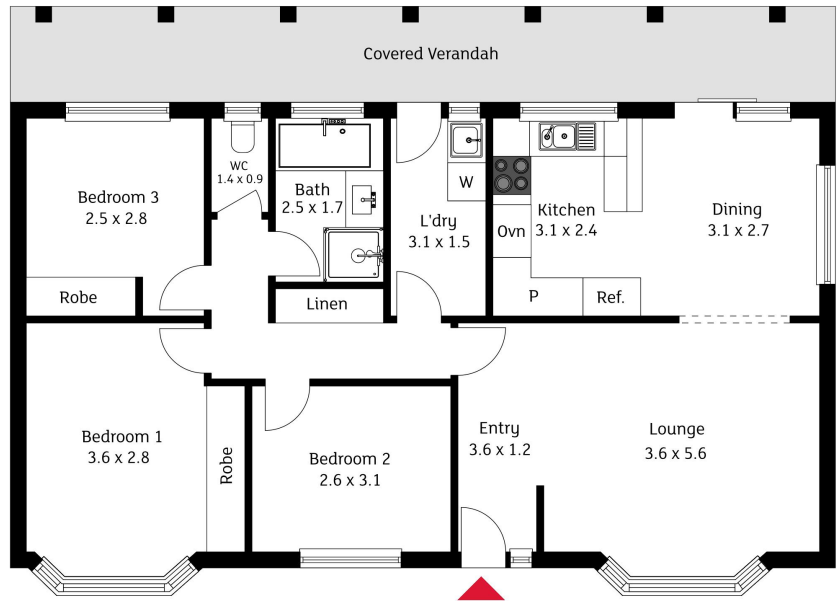 Covered Verandah
Bedroom 3
2.5 x 2.8
WC
1.4 x 0.9
Bath
2.5 x 1.7
W
L'dry
3.1 x 1.5
Kitchen
3.1 x 2.4
Ovn
Dining
3.1 x 2.7
Robe
Linen
P
Ref.
Bedroom 1
3.6 x 2.8
Robe
Bedroom 2
2.6 x 3.1
Entry
3.6 x 1.2
Lounge
3.6 x 5.6